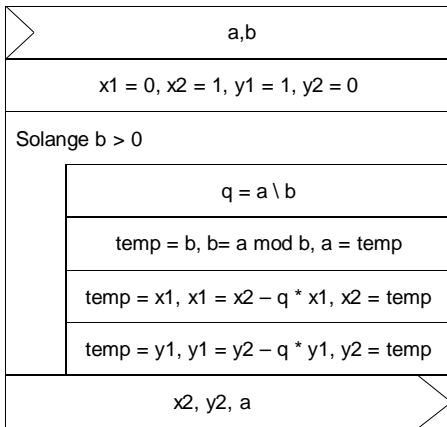 a,b
x1 = 0, x2 = 1, y1 = 1, y2 = 0
Solange b > 0
q = a \ b
temp = b, b= a mod b, a = temp
temp = x1, x1 = x2 – q * x1, x2 = temp
temp = y1, y1 = y2 – q * y1, y2 = temp
x2, y2, a